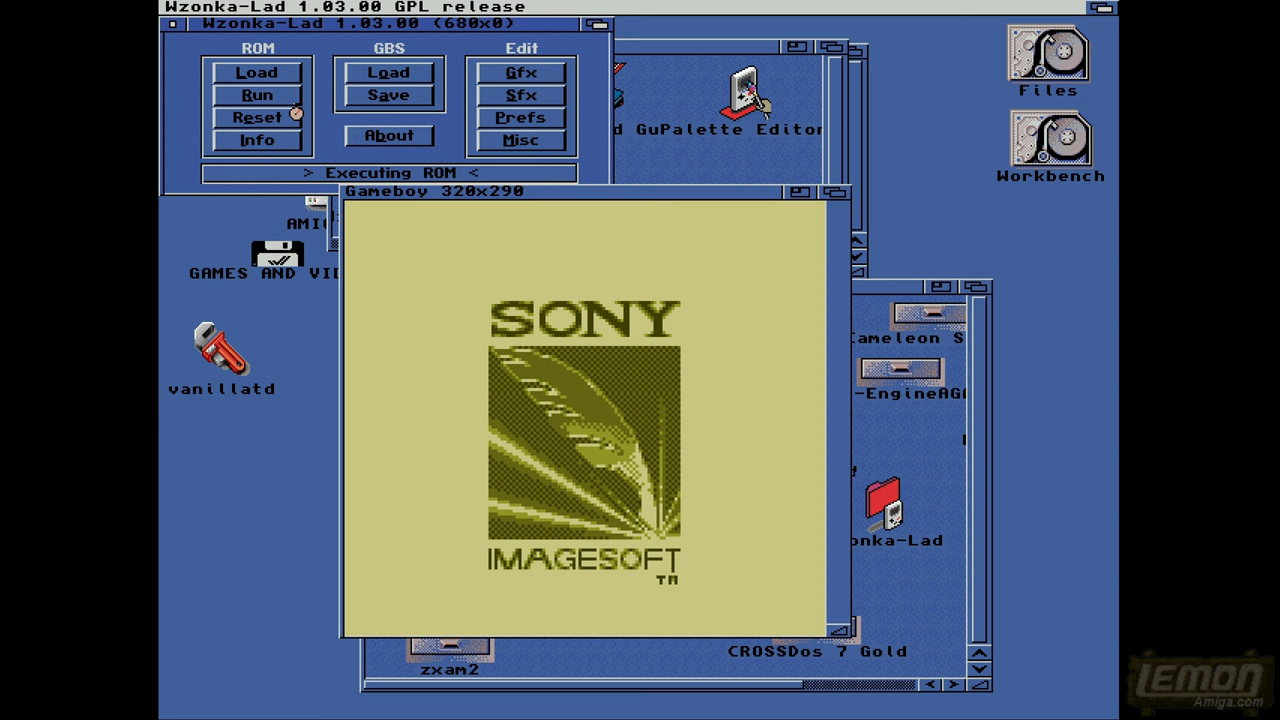 Wzonka-Lad 1.03.00 GPL release
Wzonka-Lad 1.03.00 (680x0)
ROM
GBS
Edit
Load
Load
Gfx
Run
Save
Sfx
Reset
Prefs
Info
About
Misc
> Executing ROM <
d GuPalette Editor
Files
Workbench
Gameboy 320x290
AMI
GAMES AND VI
vanillatd
SONY
IMAGESOFT
TM
Cameleon S
-EngineAGA
onka-Lad
CROSSDos 7 Gold
zxam2
LEMON
Amiga.com